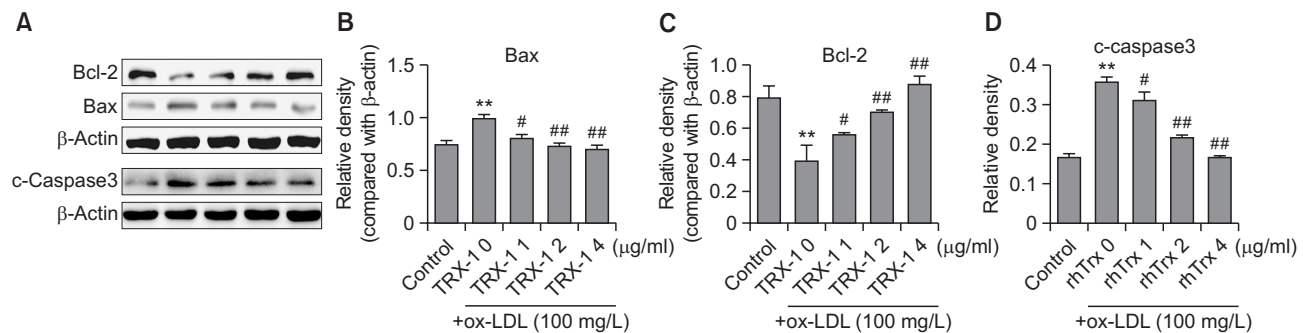 A
Bcl-2
Bax
β-Actin
c-Caspase3
β-Actin
B
Bax
Relative density
(compared with β-actin)
1.5
1.0
0.5
0
**
#
##
##
Control
TRX-1 0
TRX-1 1
TRX-1 2
TRX-1 4
(μg/ml)
+ox-LDL (100 mg/L)
C
Bcl-2
Relative density
(compared with β-actin)
1.0
0.8
0.6
0.4
0.2
0
**
#
##
##
Control
TRX-1 0
TRX-1 1
TRX-1 2
TRX-1 4
(μg/ml)
+ox-LDL (100 mg/L)
D
c-caspase3
Relative density
0.4
0.3
0.2
0.1
0
**
#
##
##
Control
rhTrx 0
rhTrx 1
rhTrx 2
rhTrx 4
(μg/ml)
+ox-LDL (100 mg/L)